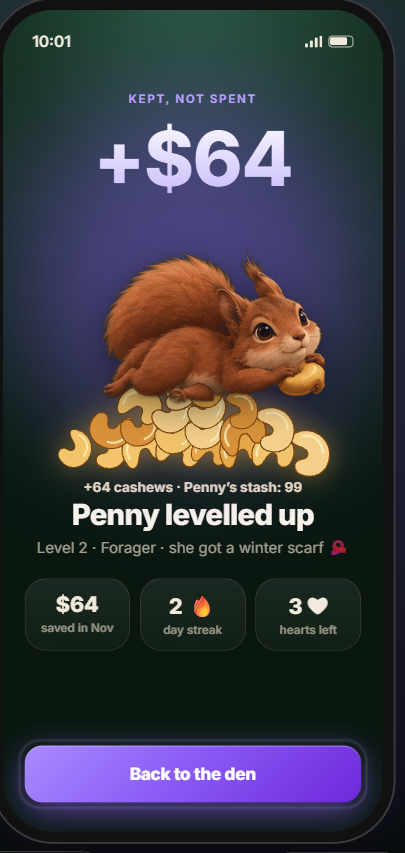 10:01
KEPT, NOT SPENT
+$64
+64 cashews · Penny’s stash: 99
Penny levelled up
Level 2 · Forager · she got a winter scarf 🧣
$64
saved in Nov
2 🔥
day streak
3 🤍
hearts left
Back to the den